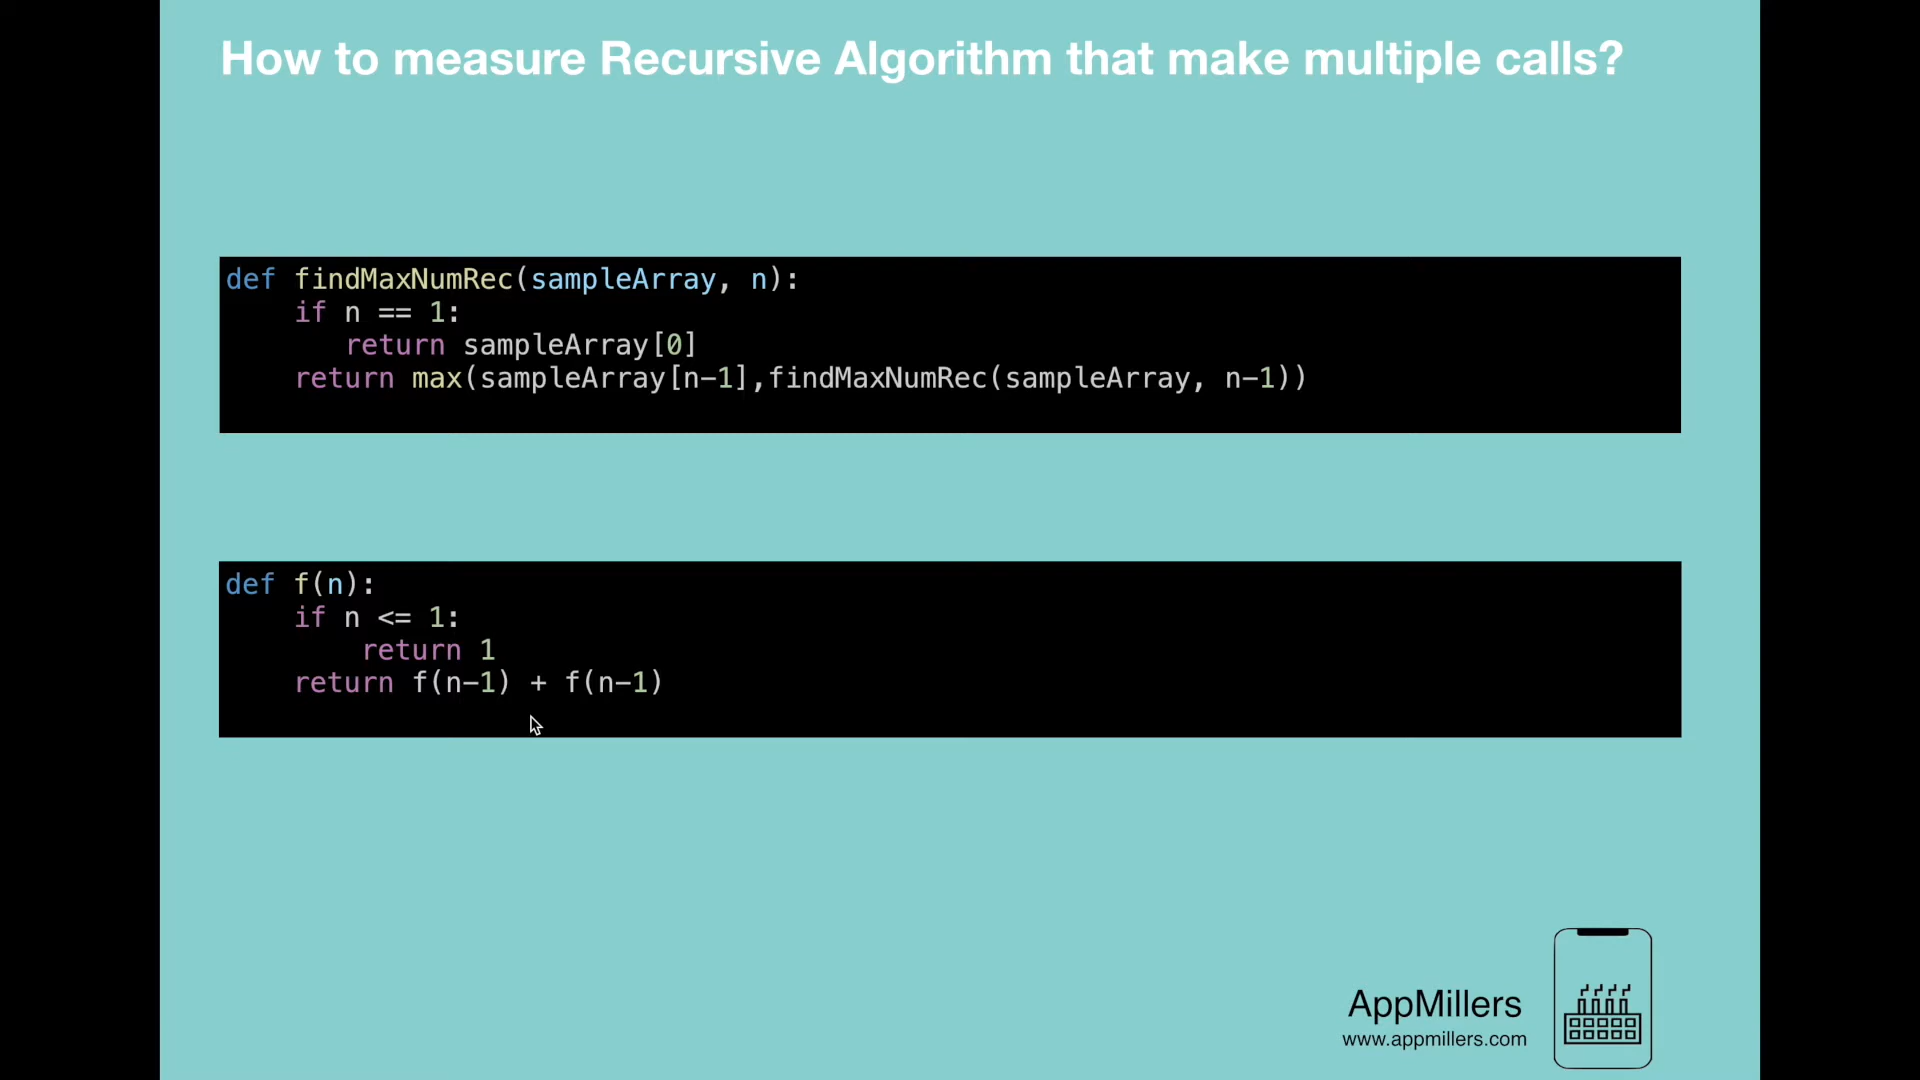 How to measure Recursive Algorithm that make multiple calls?
def findMaxNumRec(sampleArray, n):
    if n == 1:
       return sampleArray[0]
    return max(sampleArray[n-1],findMaxNumRec(sampleArray, n-1))
def f(n):
    if n <= 1:
        return 1
    return f(n-1) + f(n-1)
AppMillers
www.appmillers.com